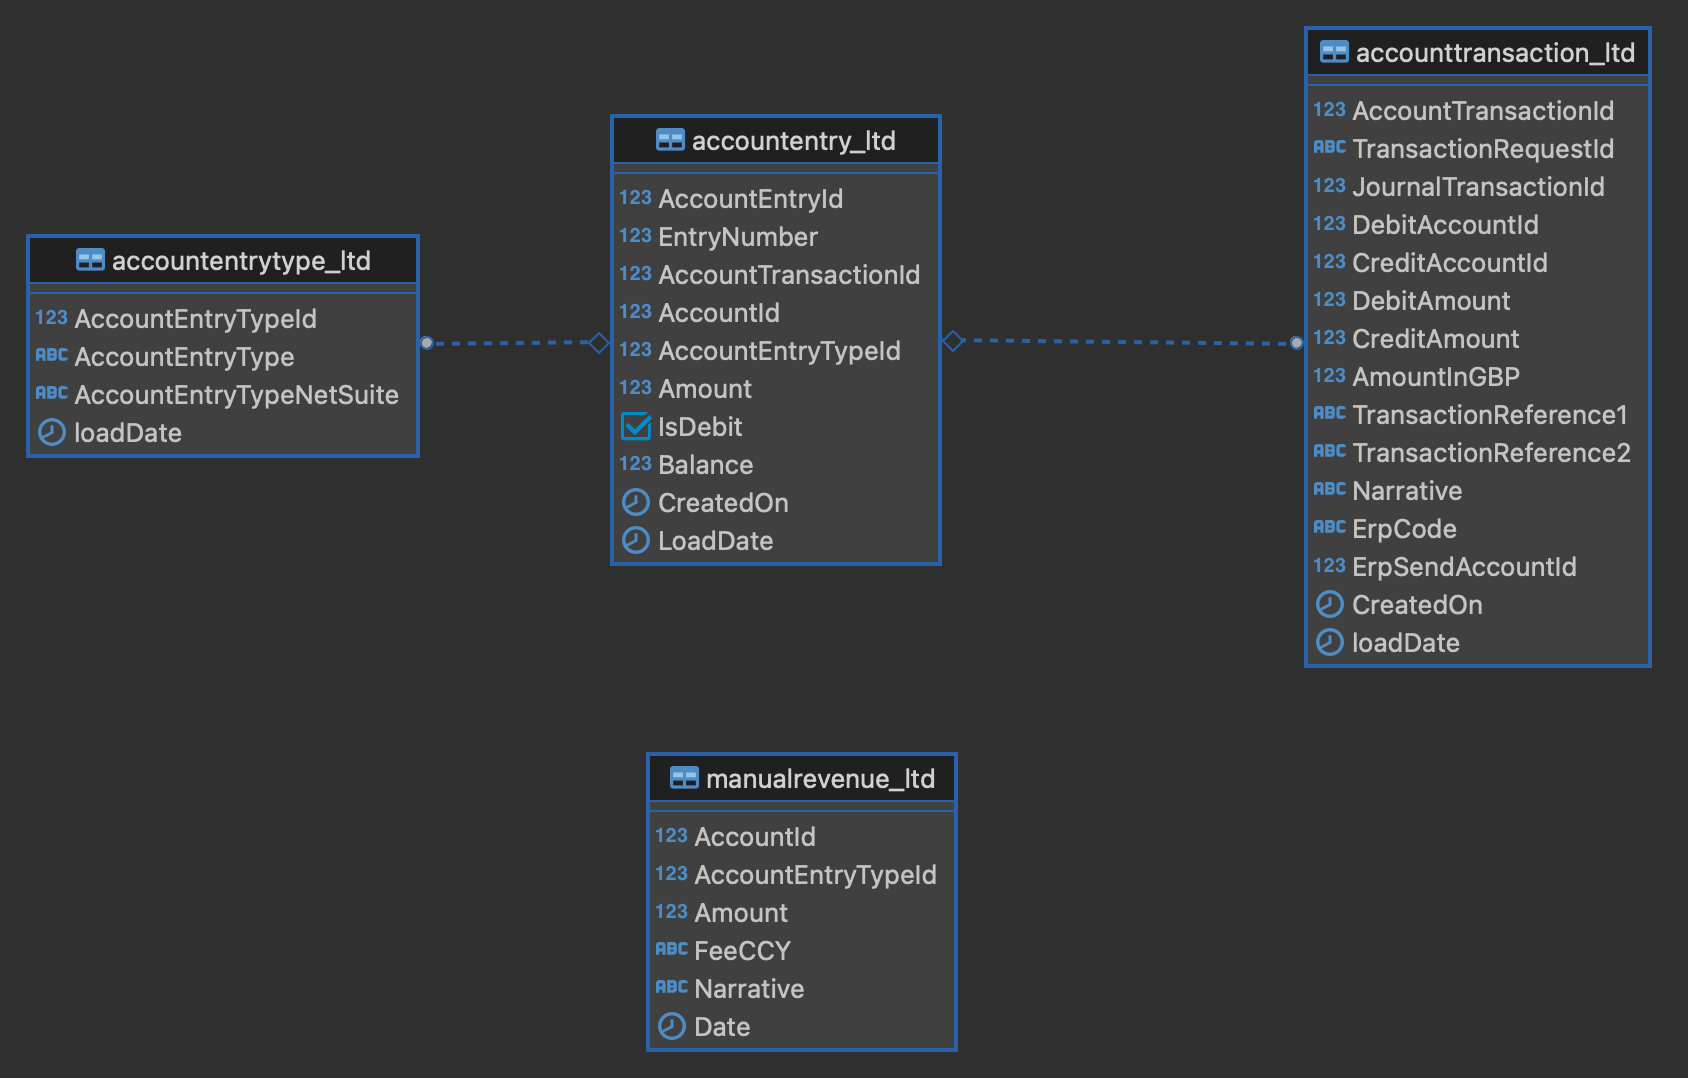 accountentrytype_ltd
123 AccountEntryTypeId
ABC AccountEntryType
ABC AccountEntryTypeNetSuite
loadDate
accountentry_ltd
123 AccountEntryId
123 EntryNumber
123 AccountTransactionId
123 AccountId
123 AccountEntryTypeId
123 Amount
IsDebit
123 Balance
CreatedOn
LoadDate
accounttransaction_ltd
123 AccountTransactionId
ABC TransactionRequestId
123 JournalTransactionId
123 DebitAccountId
123 CreditAccountId
123 DebitAmount
123 CreditAmount
123 AmountInGBP
ABC TransactionReference1
ABC TransactionReference2
ABC Narrative
ABC ErpCode
123 ErpSendAccountId
CreatedOn
loadDate
manualrevenue_ltd
123 AccountId
123 AccountEntryTypeId
123 Amount
ABC FeeCCY
ABC Narrative
Date